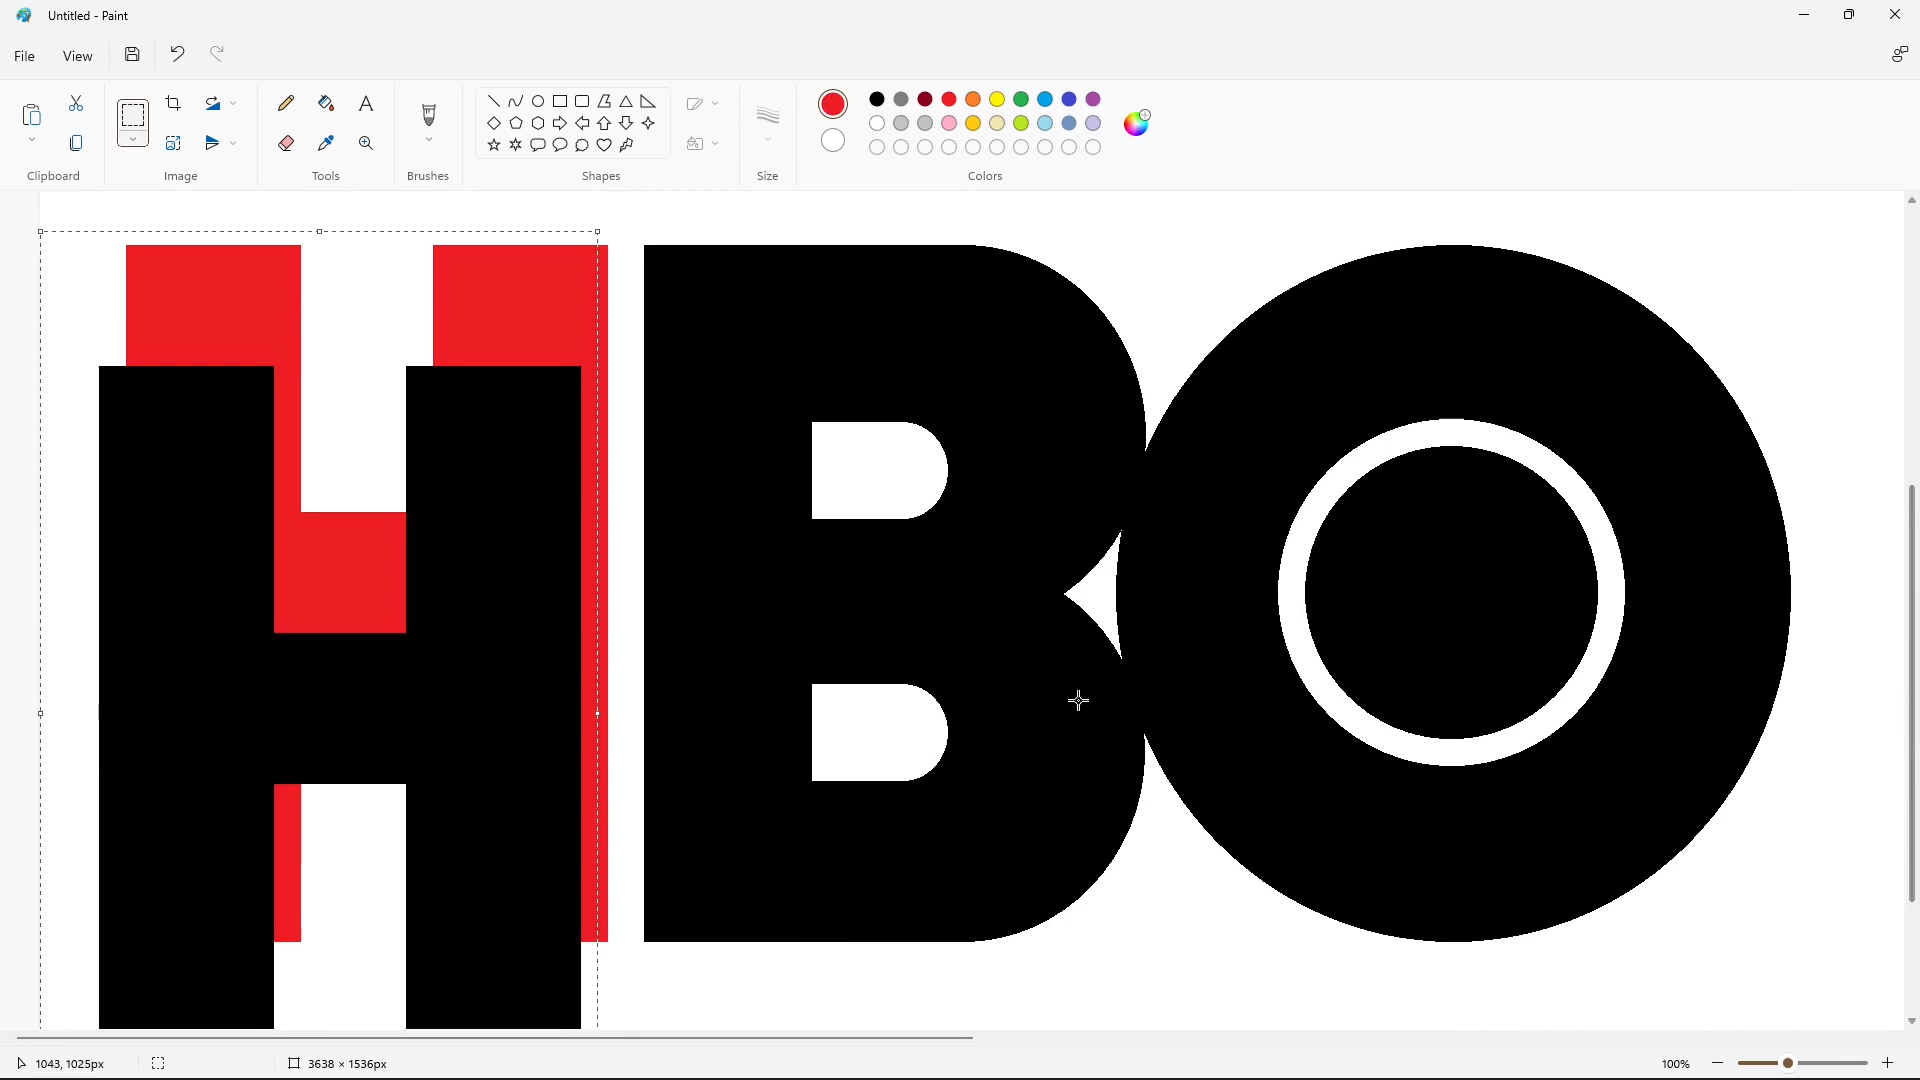 Untitled - Paint
File View
Clipboard Image Tools Brushes Shapes Size Colors
HBO
1043, 1025px 3638 × 1536px 100%